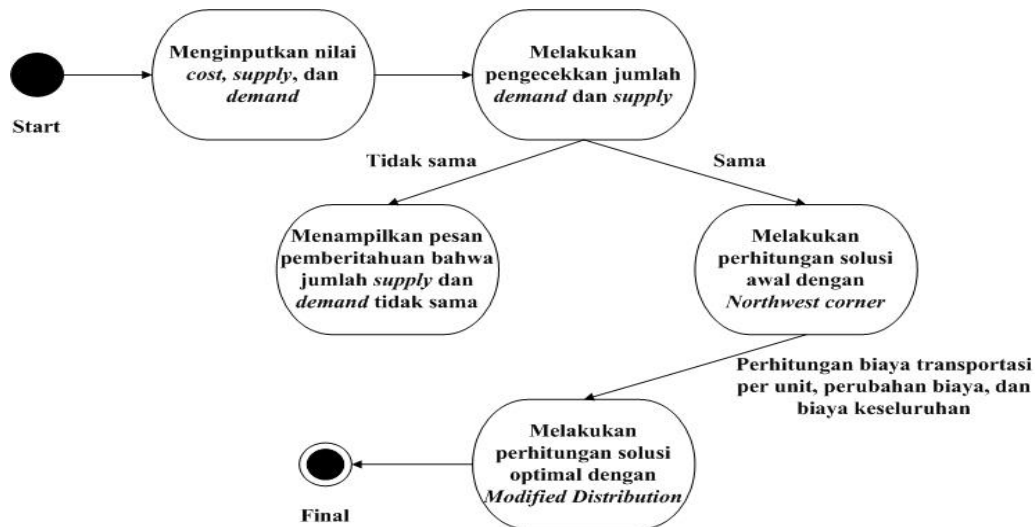 Menginputkan nilai
cost, supply, dan
demand
Melakukan
pengecekkan jumlah
demand dan supply
Start
Tidak sama
Sama
Menampilkan pesan
pemberitahuan bahwa
jumlah supply dan
demand tidak sama
Melakukan
perhitungan solusi
awal dengan
Northwest corner
Perhitungan biaya transportasi
per unit, perubahan biaya, dan
biaya keseluruhan
Melakukan
perhitungan solusi
optimal dengan
Modified Distribution
Final